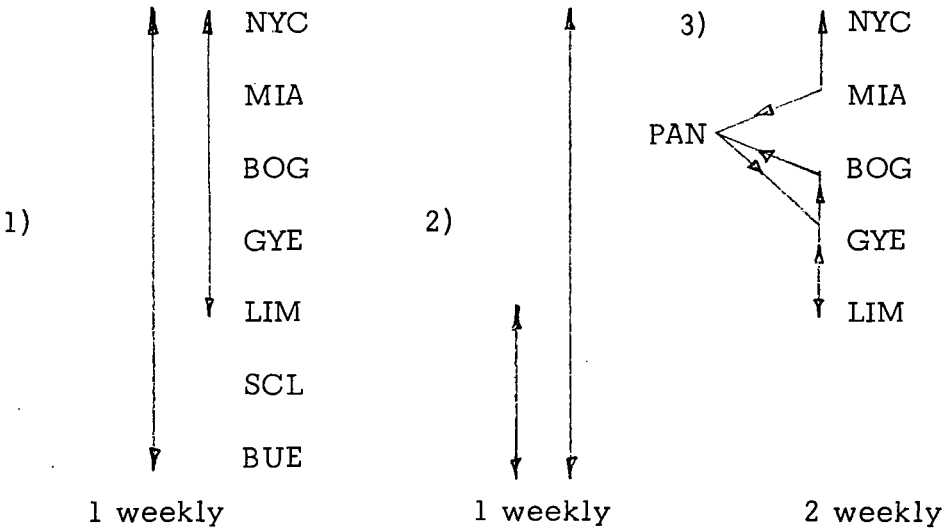 1)
NYC
MIA
BOG
GYE
LIM
SCL
BUE
1 weekly
2)
1 weekly
3)
NYC
MIA
PAN
BOG
GYE
LIM
2 weekly